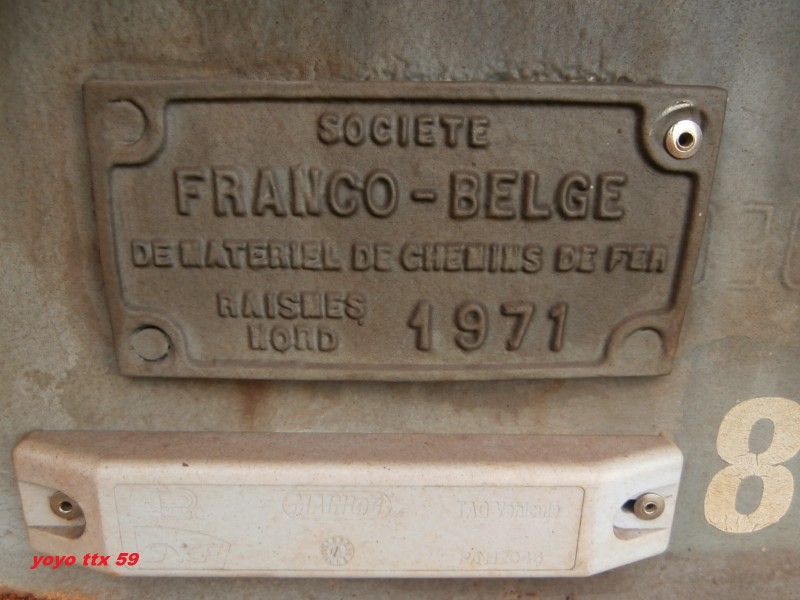 SOCIETE
FRANCO-BELGE
DE MATERIEL DE CHEMINS DE FER
RAISMES
NORD 1971
8
yoyo ttx 59